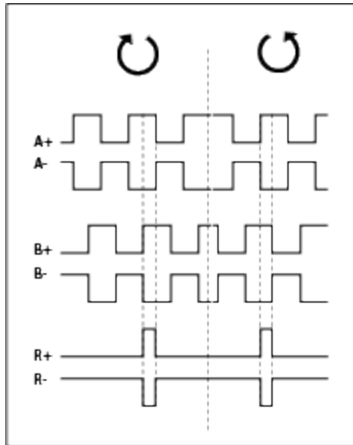 A+
A-
B+
B-
R+
R-